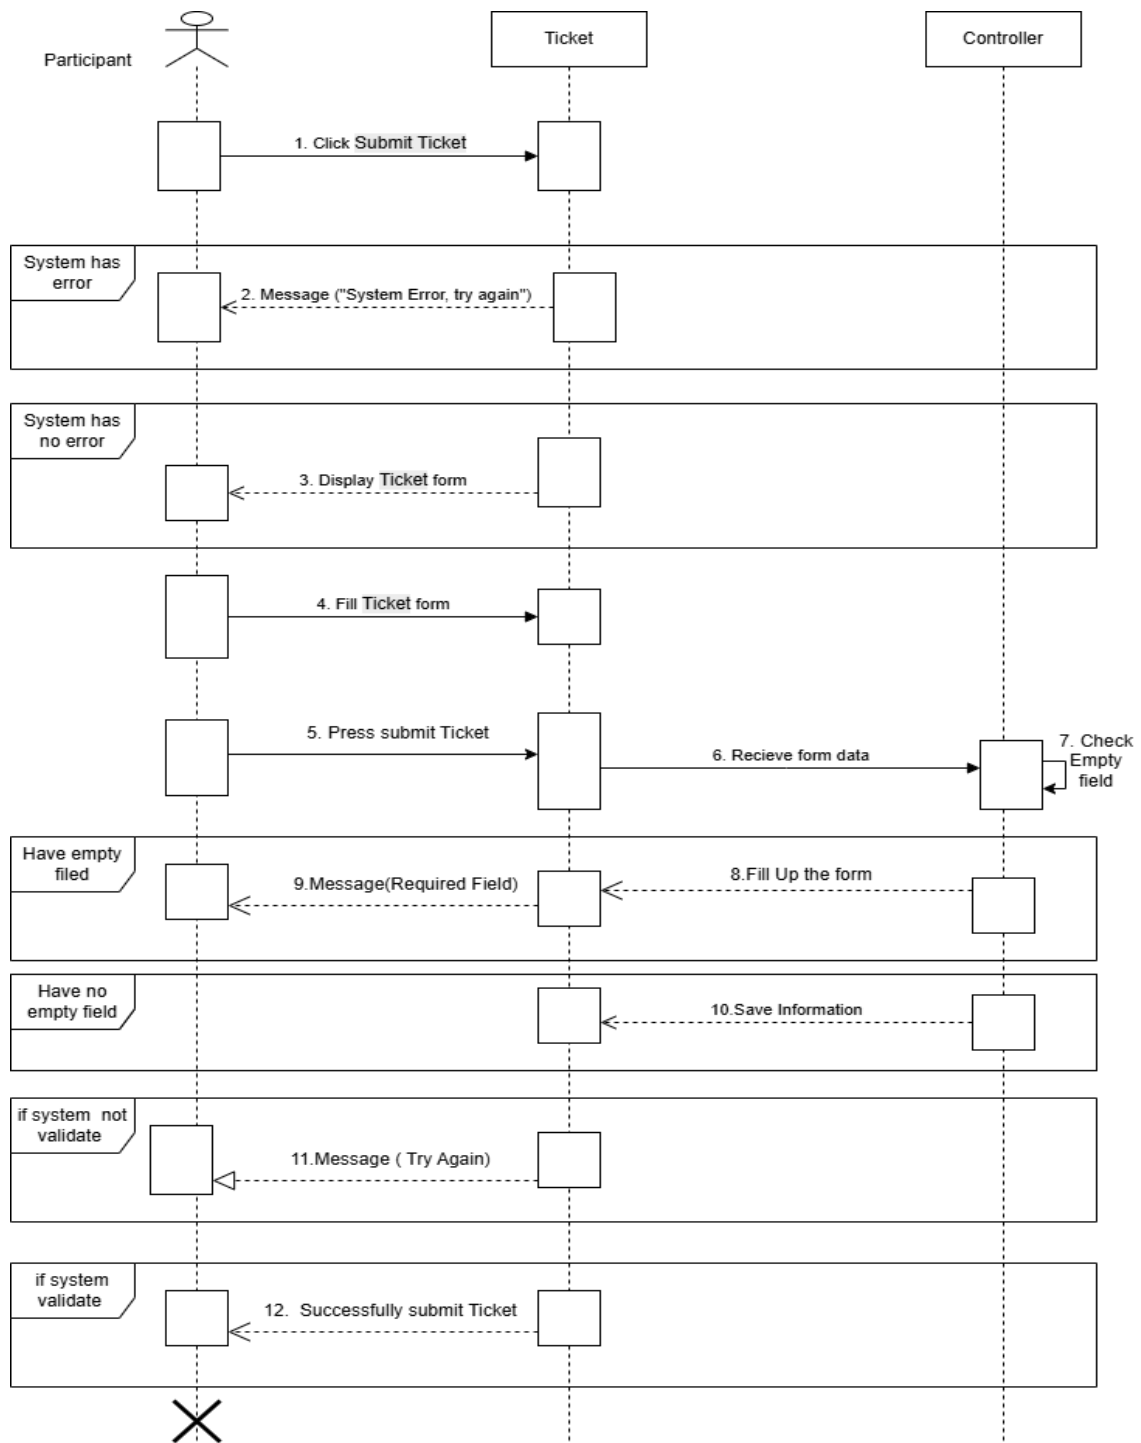 Participant
Ticket
Controller
1. Click Submit Ticket
System has
error
2. Message ("System Error, try again")
System has
no error
3. Display Ticket form
4. Fill Ticket form
5. Press submit Ticket
6. Recieve form data
7. Check
Empty
field
Have empty
filed
9.Message(Required Field)
8.Fill Up the form
Have no
empty field
10.Save Information
if system not
validate
11.Message ( Try Again)
if system
validate
12. Successfully submit Ticket